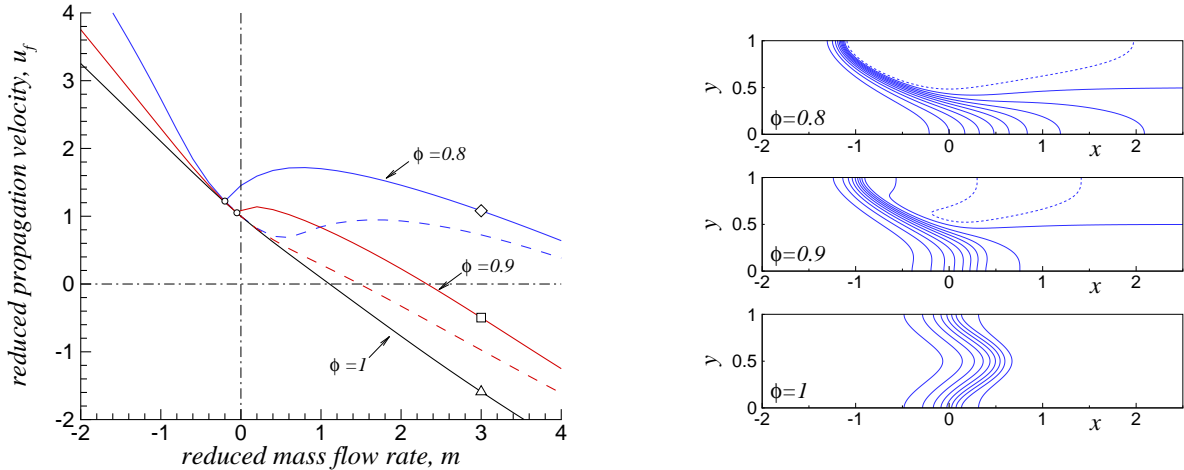 reduced propagation velocity, u_f
4
3
2
1
0
-1
-2
-2 -1 0 1 2 3 4
reduced mass flow rate, m
ϕ=0.8
ϕ=0.9
ϕ=1
y
1
0.5
0
ϕ=0.8
-2 -1 0 x 1 2
y
1
0.5
0
ϕ=0.9
-2 -1 0 1 x 2
y
1
0.5
0
ϕ=1
-2 -1 0 1 x 2